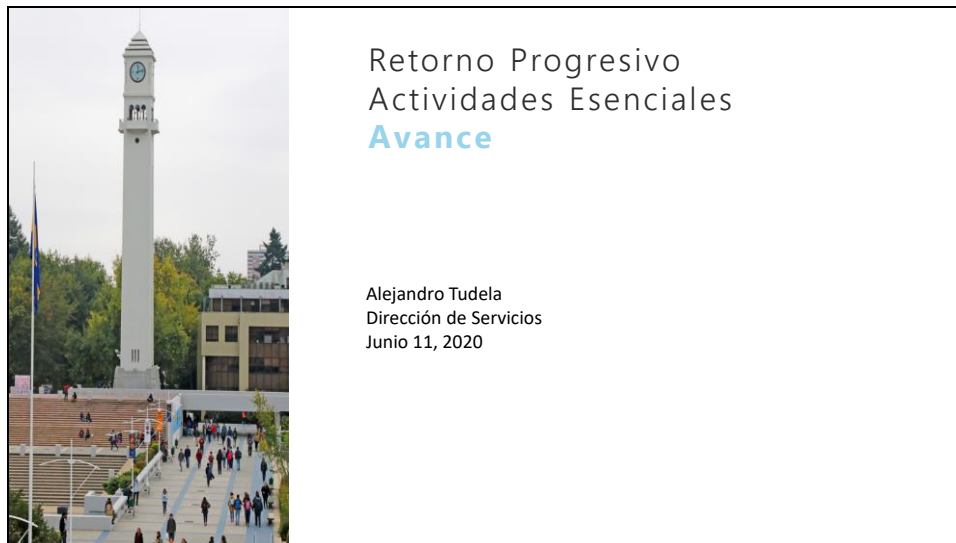 Retorno Progresivo
Actividades Esenciales
Avance
Alejandro Tudela
Dirección de Servicios
Junio 11, 2020